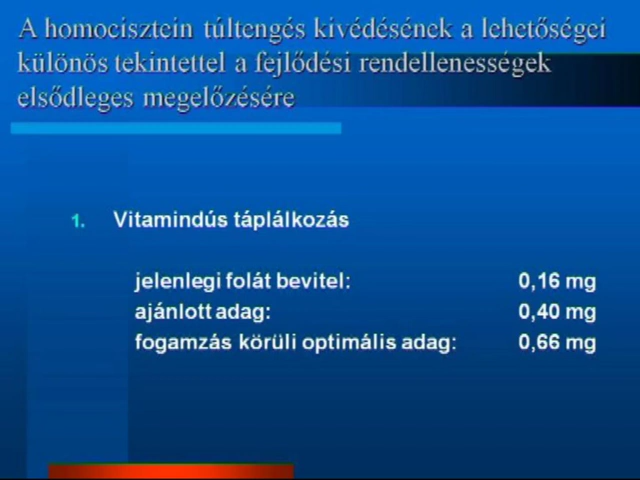 A homocisztein túltengés kivédésének a lehetőségei
különös tekintettel a fejlődési rendellenességek
elsődleges megelőzésére
1. Vitamindús táplálkozás
jelenlegi folát bevitel: 0,16 mg
ajánlott adag: 0,40 mg
fogamzás körüli optimális adag: 0,66 mg